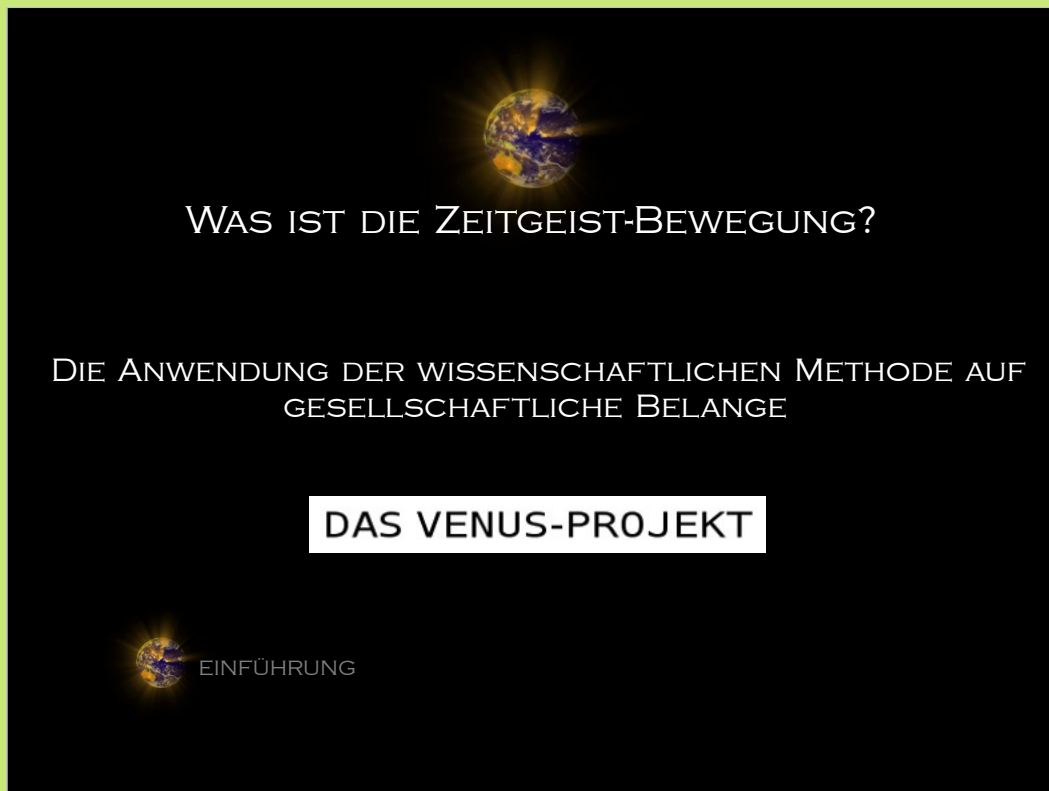 Was ist die Zeitgeist-Bewegung?
Die Anwendung der wissenschaftlichen Methode auf
gesellschaftliche Belange
DAS VENUS-PROJEKT
einführung